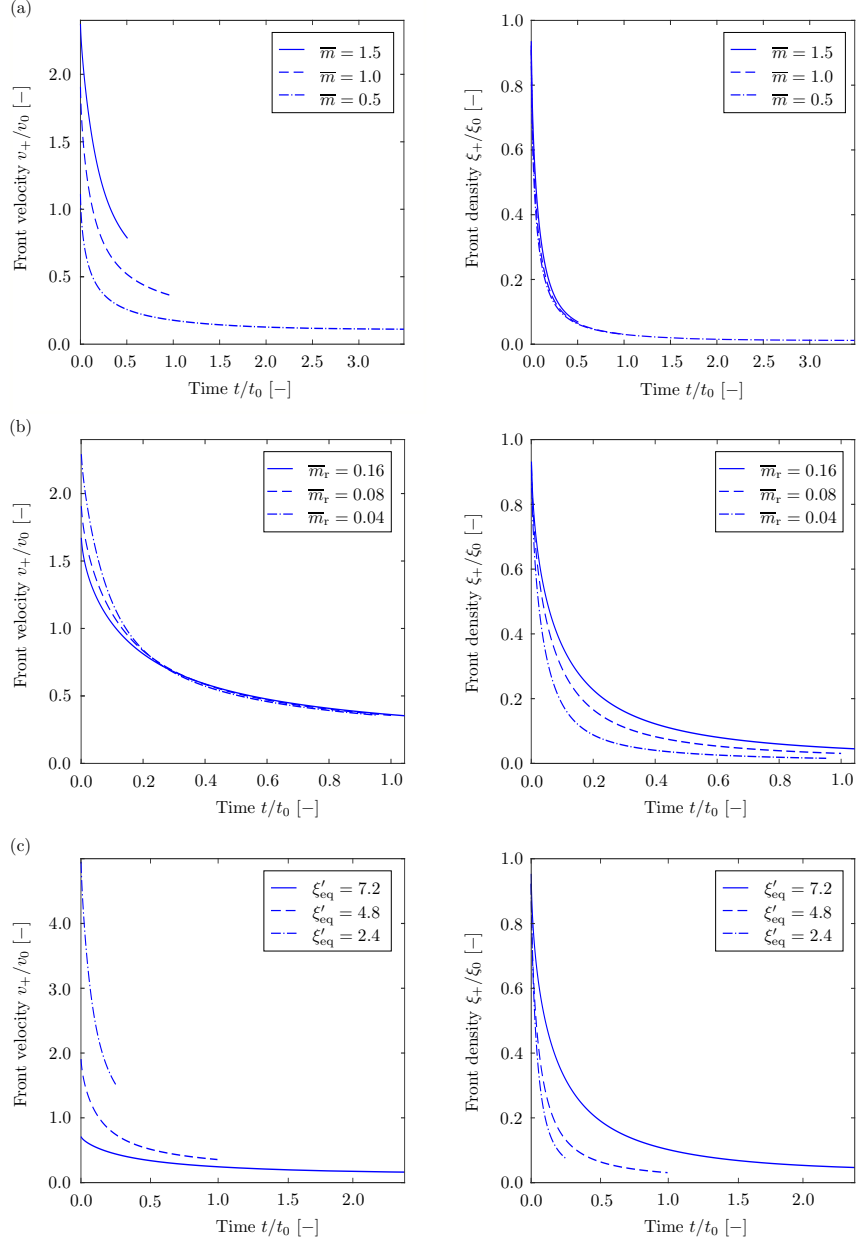 (a)
Front velocity v₊/v₀ [−]
2.0
1.5
1.0
0.5
0.0
0.0 0.5 1.0 1.5 2.0 2.5 3.0
Time t/t₀ [−]
m̅ = 1.5
m̅ = 1.0
m̅ = 0.5
Front density ξ₊/ξ₀ [−]
1.0
0.8
0.6
0.4
0.2
0.0
0.0 0.5 1.0 1.5 2.0 2.5 3.0
Time t/t₀ [−]
m̅ = 1.5
m̅ = 1.0
m̅ = 0.5
(b)
Front velocity v₊/v₀ [−]
2.0
1.5
1.0
0.5
0.0
0.0 0.2 0.4 0.6 0.8 1.0
Time t/t₀ [−]
m̅ᵣ = 0.16
m̅ᵣ = 0.08
m̅ᵣ = 0.04
Front density ξ₊/ξ₀ [−]
1.0
0.8
0.6
0.4
0.2
0.0
0.0 0.2 0.4 0.6 0.8 1.0
Time t/t₀ [−]
m̅ᵣ = 0.16
m̅ᵣ = 0.08
m̅ᵣ = 0.04
(c)
Front velocity v₊/v₀ [−]
4.0
3.0
2.0
1.0
0.0
0.0 0.5 1.0 1.5 2.0
Time t/t₀ [−]
ξ′eq = 7.2
ξ′eq = 4.8
ξ′eq = 2.4
Front density ξ₊/ξ₀ [−]
1.0
0.8
0.6
0.4
0.2
0.0
0.0 0.5 1.0 1.5 2.0
Time t/t₀ [−]
ξ′eq = 7.2
ξ′eq = 4.8
ξ′eq = 2.4